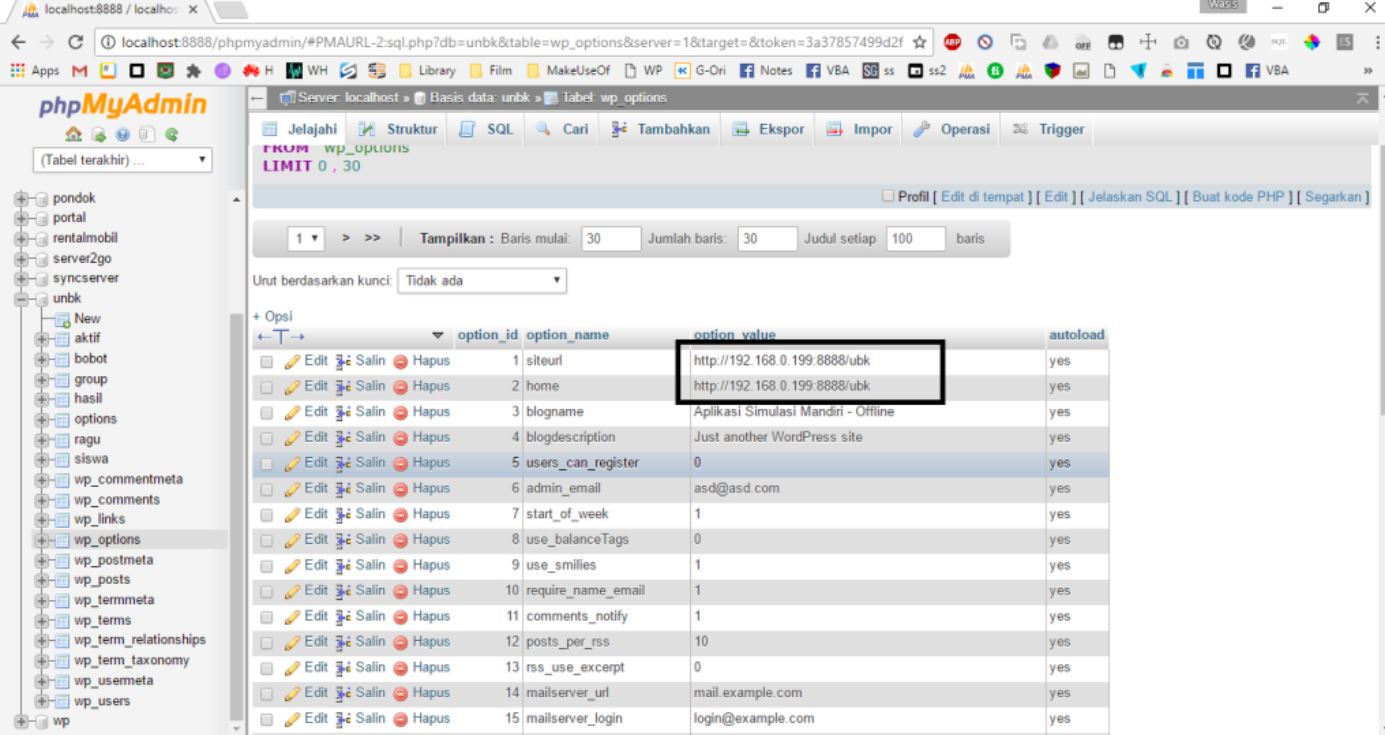 localhost:8888 / localhos
Wasis
localhost:8888/phpmyadmin/#PMAURL-2:sql.php?db=unbk&table=wp_options&server=1&target=&token=3a37857499d2f
ABP
OFF
SQL
ES
Apps
H
WH
Library
Film
MakeUseOf
WP
G-Ori
Notes
VBA
SG ss
ss2
VBA
»
phpMyAdmin
(Tabel terakhir) ...
pondok
portal
rentalmobil
server2go
syncserver
unbk
New
aktif
bobot
group
hasil
options
ragu
siswa
wp_commentmeta
wp_comments
wp_links
wp_options
wp_postmeta
wp_posts
wp_termmeta
wp_terms
wp_term_relationships
wp_term_taxonomy
wp_usermeta
wp_users
wp
Server: localhost » Basis data: unbk » Tabel: wp_options
Jelajahi Struktur SQL Cari Tambahkan Ekspor Impor Operasi Trigger
FROM `wp_options`
LIMIT 0 , 30
Profil [ Edit di tempat ] [ Edit ] [ Jelaskan SQL ] [ Buat kode PHP ] [ Segarkan ]
1 > >> Tampilkan : Baris mulai: 30 Jumlah baris: 30 Judul setiap 100 baris
Urut berdasarkan kunci: Tidak ada
+ Opsi
←T→ option_id option_name option_value autoload
Edit Salin Hapus 1 siteurl http://192.168.0.199:8888/ubk yes
Edit Salin Hapus 2 home http://192.168.0.199:8888/ubk yes
Edit Salin Hapus 3 blogname Aplikasi Simulasi Mandiri - Offline yes
Edit Salin Hapus 4 blogdescription Just another WordPress site yes
Edit Salin Hapus 5 users_can_register 0 yes
Edit Salin Hapus 6 admin_email asd@asd.com yes
Edit Salin Hapus 7 start_of_week 1 yes
Edit Salin Hapus 8 use_balanceTags 0 yes
Edit Salin Hapus 9 use_smilies 1 yes
Edit Salin Hapus 10 require_name_email 1 yes
Edit Salin Hapus 11 comments_notify 1 yes
Edit Salin Hapus 12 posts_per_rss 10 yes
Edit Salin Hapus 13 rss_use_excerpt 0 yes
Edit Salin Hapus 14 mailserver_url mail.example.com yes
Edit Salin Hapus 15 mailserver_login login@example.com yes